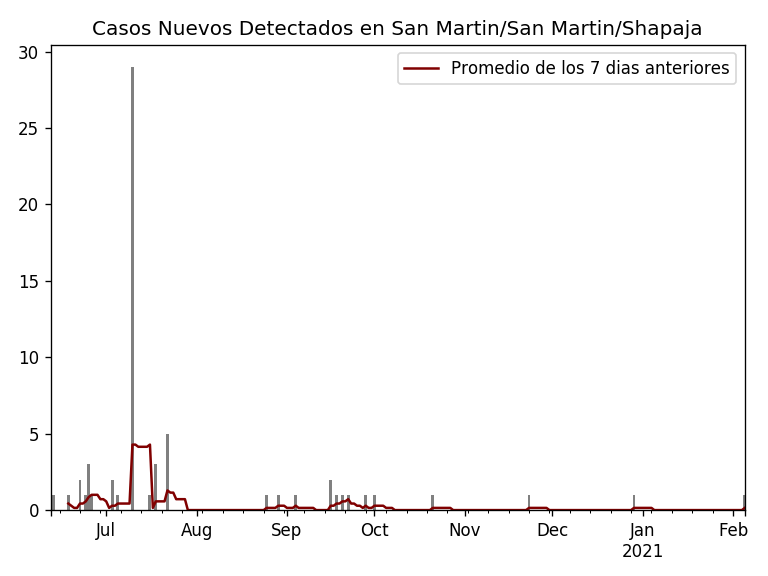 Casos Nuevos Detectados en San Martin/San Martin/Shapaja
Promedio de los 7 dias anteriores
30
25
20
15
10
5
0
Jul Aug Sep Oct Nov Dec Jan Feb
2021